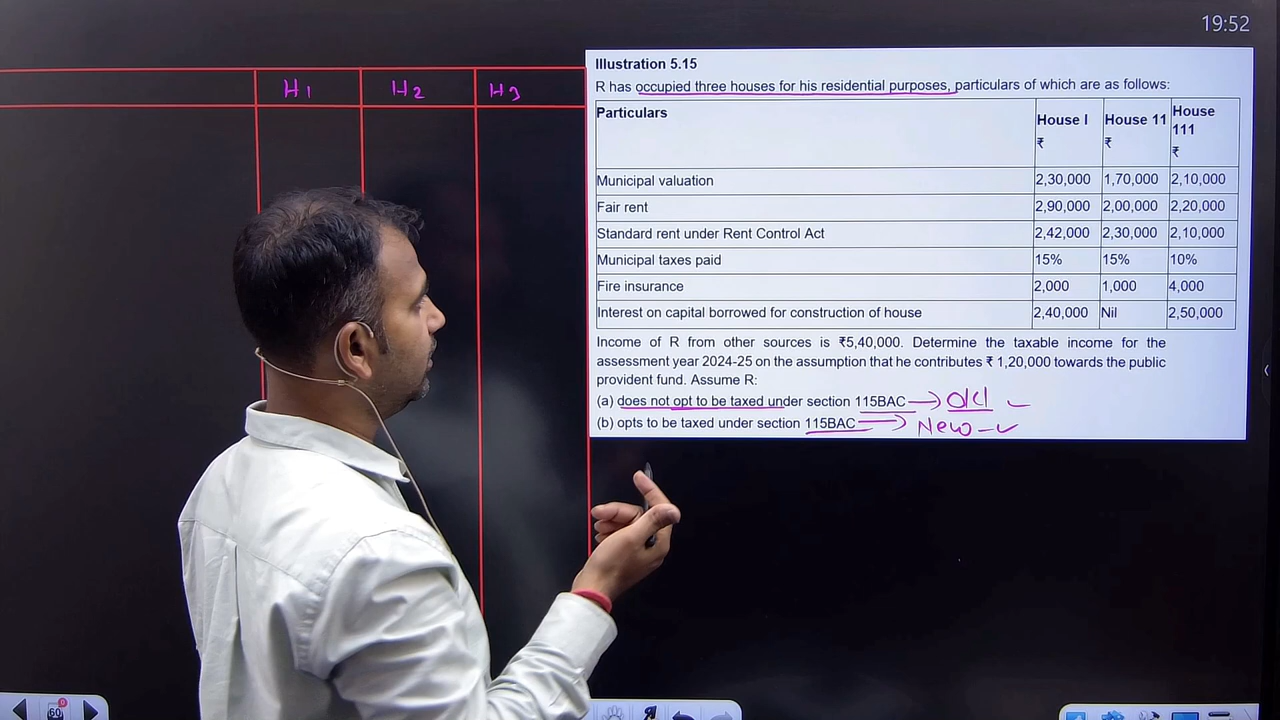 19:52
H1 H2 H3
Illustration 5.15
R has occupied three houses for his residential purposes, particulars of which are as follows:
Particulars House I ₹ House 11 ₹ House 111 ₹
Municipal valuation 2,30,000 1,70,000 2,10,000
Fair rent 2,90,000 2,00,000 2,20,000
Standard rent under Rent Control Act 2,42,000 2,30,000 2,10,000
Municipal taxes paid 15% 15% 10%
Fire insurance 2,000 1,000 4,000
Interest on capital borrowed for construction of house 2,40,000 Nil 2,50,000
Income of R from other sources is ₹5,40,000. Determine the taxable income for the
assessment year 2024-25 on the assumption that he contributes ₹ 1,20,000 towards the public
provident fund. Assume R:
(a) does not opt to be taxed under section 115BAC → Old ✓
(b) opts to be taxed under section 115BAC → New - ✓
60